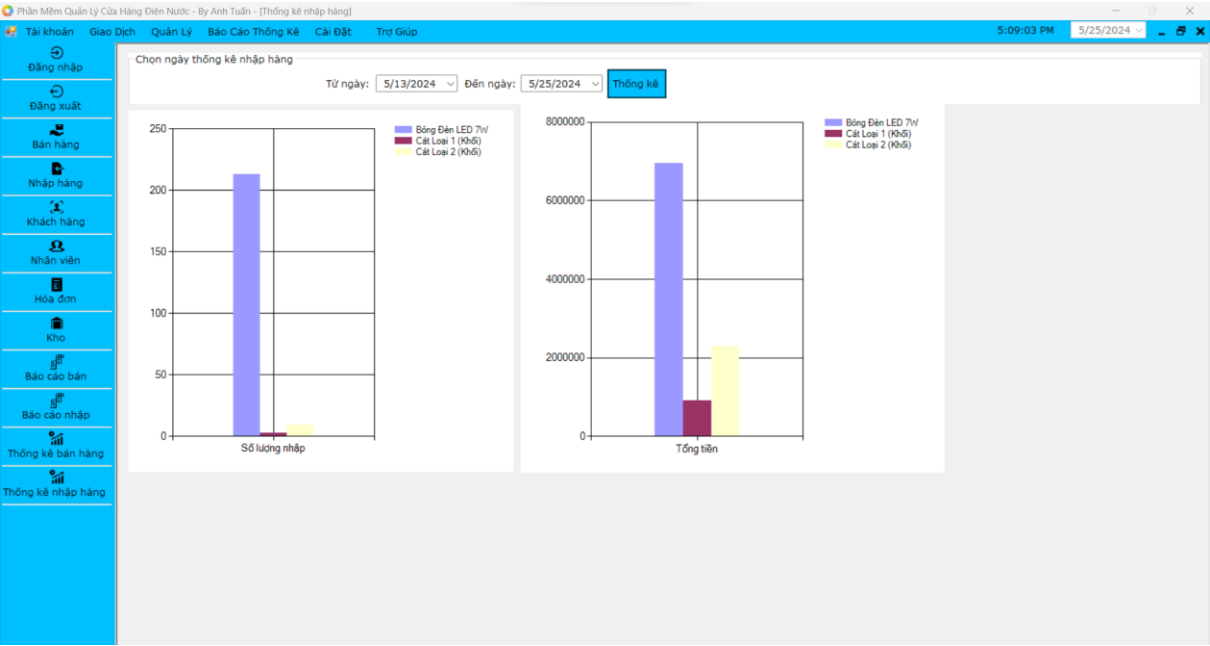 Phần Mềm Quản Lý Cửa Hàng Điện Nước - By Anh Tuấn - [Thống kê nhập hàng]
Tài khoản Giao Dịch Quản Lý Báo Cáo Thống Kê Cài Đặt Trợ Giúp 5:09:03 PM 5/25/2024
Đăng nhập
Đăng xuất
Bán hàng
Nhập hàng
Khách hàng
Nhân viên
Hóa đơn
Kho
Báo cáo bán
Báo cáo nhập
Thống kê bán hàng
Thống kê nhập hàng
Chọn ngày thống kê nhập hàng
Từ ngày: 5/13/2024 Đến ngày: 5/25/2024 Thống kê
250
200
150
100
50
0
Số lượng nhập
Bóng Đèn LED 7W
Cát Loại 1 (Khối)
Cát Loại 2 (Khối)
8000000
6000000
4000000
2000000
0
Tổng tiền
Bóng Đèn LED 7W
Cát Loại 1 (Khối)
Cát Loại 2 (Khối)